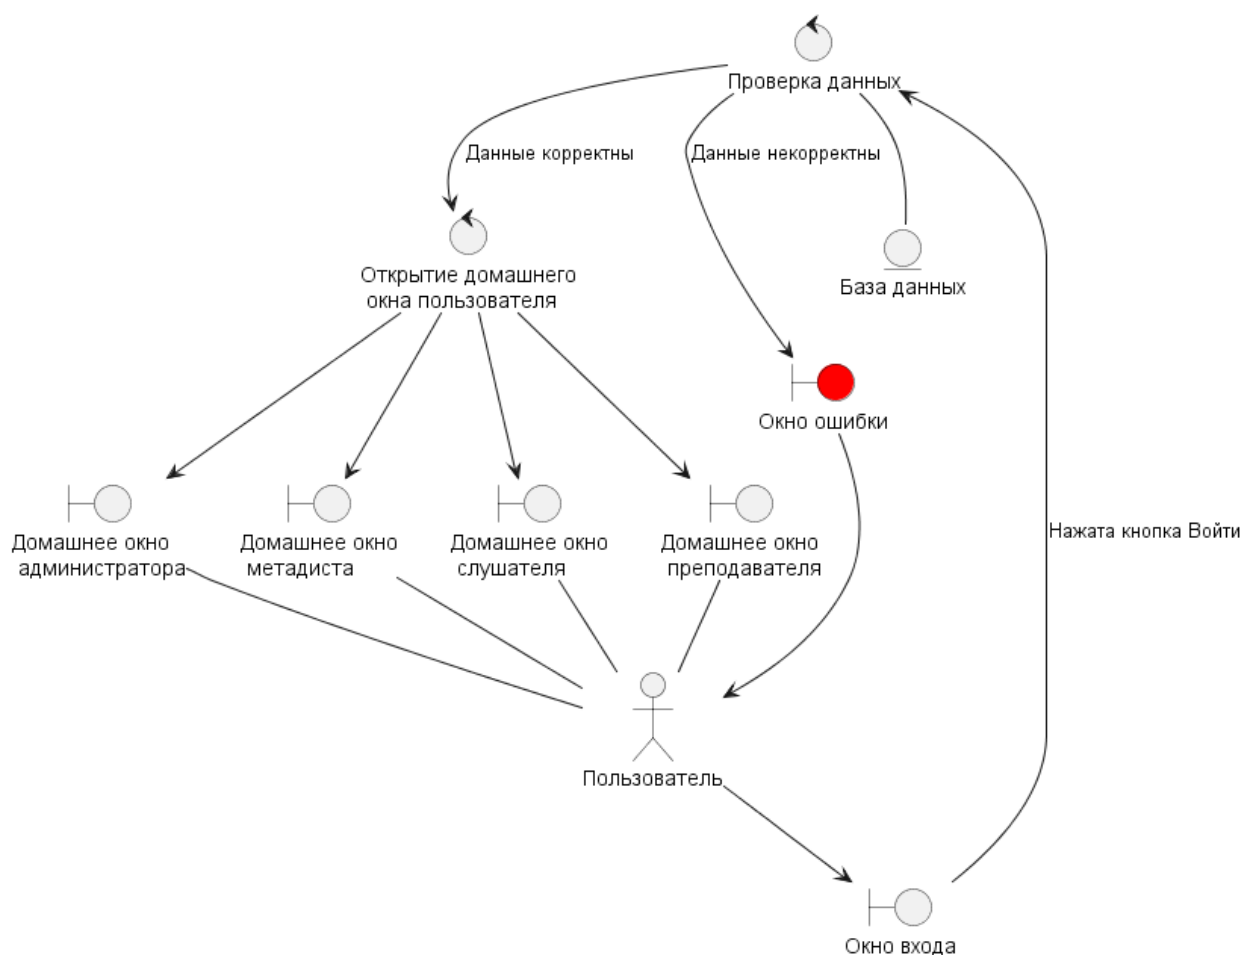 Проверка данных
Данные корректны
Данные некорректны
Открытие домашнего
окна пользователя
База данных
Окно ошибки
Домашнее окно
администратора
Домашнее окно
метадиста
Домашнее окно
слушателя
Домашнее окно
преподавателя
Нажата кнопка Войти
Пользователь
Окно входа